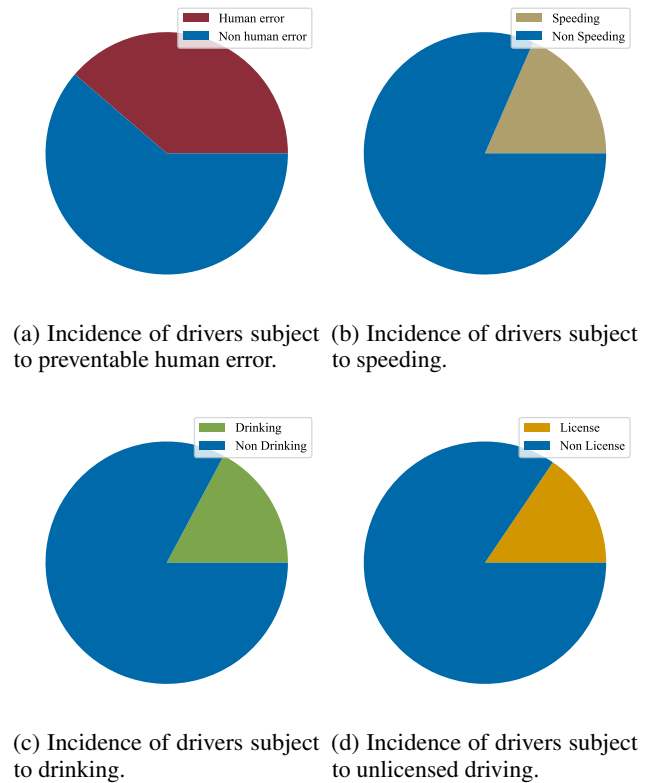 Human error
Non human error
Speeding
Non Speeding
(a) Incidence of drivers subject
to preventable human error.
(b) Incidence of drivers subject
to speeding.
Drinking
Non Drinking
License
Non License
(c) Incidence of drivers subject
to drinking.
(d) Incidence of drivers subject
to unlicensed driving.